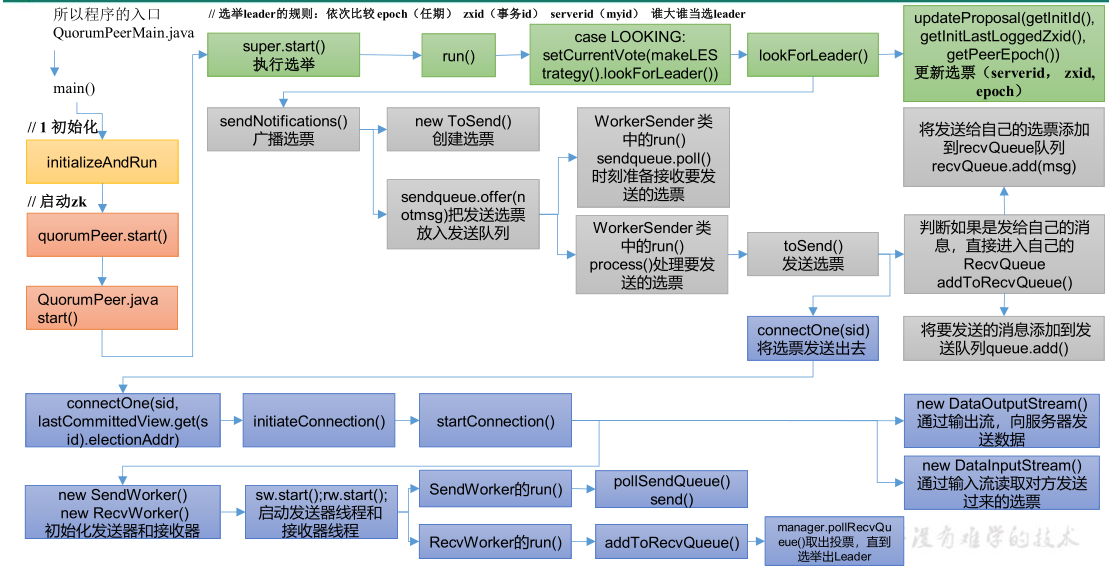 所以程序的入口
QuorumPeerMain.java
main()
// 1 初始化
initializeAndRun
// 启动zk
quorumPeer.start()
QuorumPeer.java
start()
// 选举leader的规则：依次比较 epoch（任期） zxid（事务id） serverid（myid） 谁大谁当选leader
super.start()
执行选举
run()
case LOOKING:
setCurrentVote(makeLES
trategy().lookForLeader())
lookForLeader()
updateProposal(getInitId(),
getInitLastLoggedZxid(),
getPeerEpoch())
更新选票（serverid， zxid,
epoch）
sendNotifications()
广播选票
new ToSend()
创建选票
sendqueue.offer(n
otmsg)把发送选票
放入发送队列
WorkerSender 类
中的run()
sendqueue.poll()
时刻准备接收要发
送的选票
WorkerSender 类
中的run()
process()处理要发
送的选票
toSend()
发送选票
将发送给自己的选票添加
到recvQueue队列
recvQueue.add(msg)
判断如果是发给自己的消
息，直接进入自己的
RecvQueue
addToRecvQueue()
将要发送的消息添加到发
送队列queue.add()
connectOne(sid)
将选票发送出去
connectOne(sid,
lastCommittedView.get(s
id).electionAddr)
initiateConnection()
startConnection()
new DataOutputStream()
通过输出流，向服务器发
送数据
new DataInputStream()
通过输入流读取对方发送
过来的选票
new SendWorker()
new RecvWorker()
初始化发送器和接收器
sw.start();rw.start();
启动发送器线程和
接收器线程
SendWorker的run()
pollSendQueue()
send()
RecvWorker的run()
addToRecvQueue()
manager.pollRecvQu
eue()取出投票，直到
选举出Leader
没有难学的技术